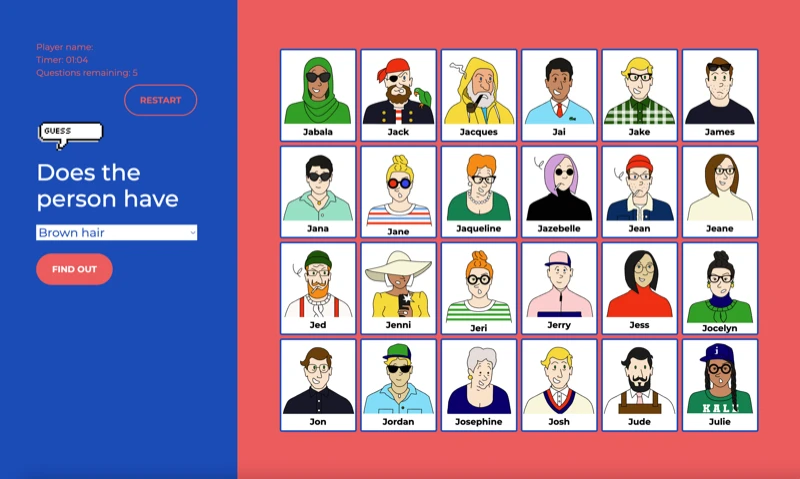 Player name:
Timer: 01:04
Questions remaining: 5
RESTART
GUESS
Does the
person have
Brown hair
FIND OUT
Jabala
Jack
Jacques
Jai
Jake
James
Jana
Jane
Jaqueline
Jazebelle
Jean
Jeane
Jed
Jenni
Jeri
Jerry
Jess
Jocelyn
Jon
Jordan
Josephine
Josh
Jude
j
KALE
Julie